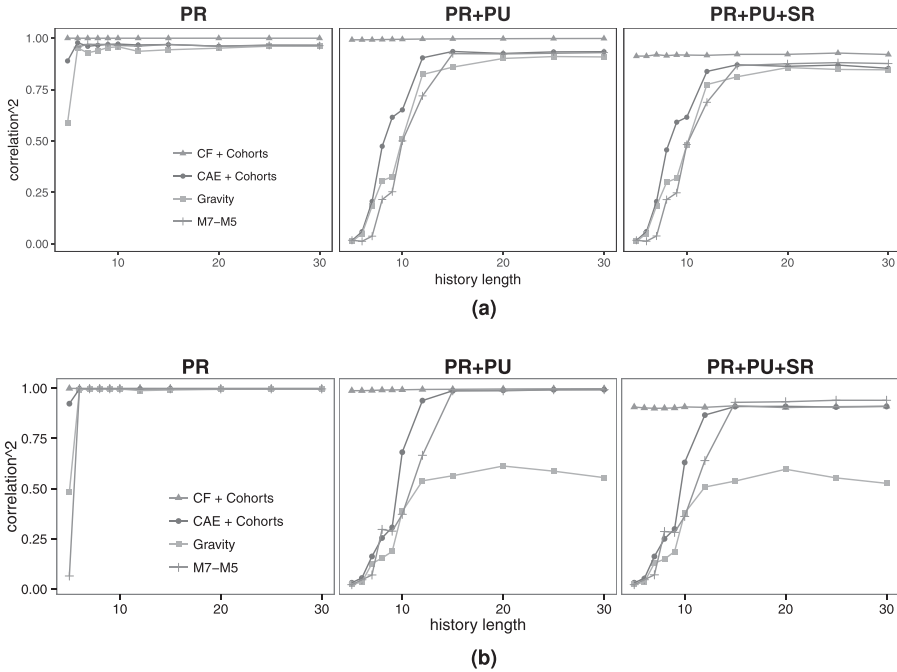 PR
PR+PU
PR+PU+SR
correlation^2
1.00
0.75
0.50
0.25
0.00
CF + Cohorts
CAE + Cohorts
Gravity
M7−M5
10 20 30
10 20 30
10 20 30
history length
(a)
PR
PR+PU
PR+PU+SR
correlation^2
1.00
0.75
0.50
0.25
0.00
CF + Cohorts
CAE + Cohorts
Gravity
M7−M5
10 20 30
10 20 30
10 20 30
history length
(b)